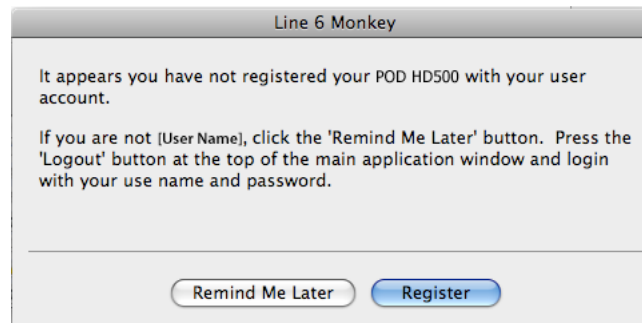 Line 6 Monkey
It appears you have not registered your POD HD500 with your user
account.
If you are not [User Name], click the 'Remind Me Later' button. Press the
'Logout' button at the top of the main application window and login
with your use name and password.
Remind Me Later
Register